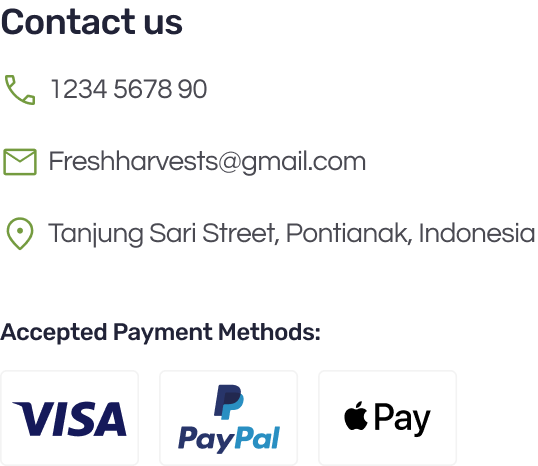 Contact us
1234 5678 90
Freshharvests@gmail.com
Tanjung Sari Street, Pontianak, Indonesia
Accepted Payment Methods:
VISA
PayPal
Pay